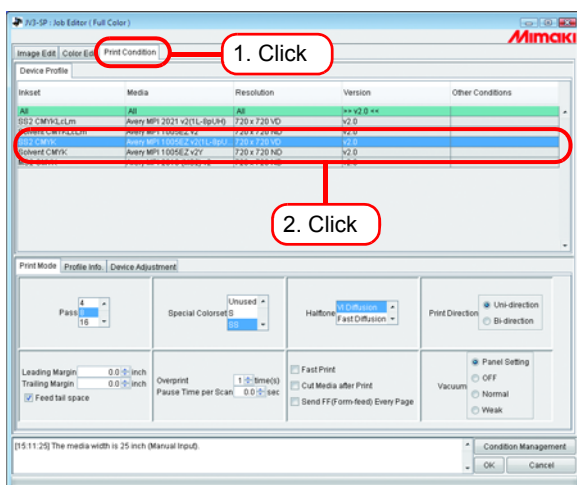 JV3-SP : Job Editor ( Full Color )
Mimaki
Image Edit Color Edi Print Condition
1. Click
Device Profile
Inkset Media Resolution Version Other Conditions
All All All »» v2.0 ««
SS2 CMYKLcLm Avery MPI 2021 v2(1L-8pUH) 720 x 720 VD v2.0
Solvent CMYKLcLm Avery MPI 1005EZ v2 720 x 720 ND v2.0
SS2 CMYK Avery MPI 1005EZ v2(1L-8pU... 720 x 720 VD v2.0
Solvent CMYK Avery MPI 1005EZ v2Y 720 x 720 ND v2.0
2. Click
Print Mode Profile Info. Device Adjustment
Pass 4 8 16
Special Colorset Unused S SS
Halftone VI Diffusion Fast Diffusion
Print Direction Uni-direction Bi-direction
Leading Margin 0.0 inch
Trailing Margin 0.0 inch
Feed tail space
Overprint 1 time(s)
Pause Time per Scan 0.0 sec
Fast Print
Cut Media after Print
Send FF(Form-feed) Every Page
Vacuum Panel Setting OFF Normal Weak
[15:11:25] The media width is 25 inch (Manual Input).
Condition Management
OK Cancel